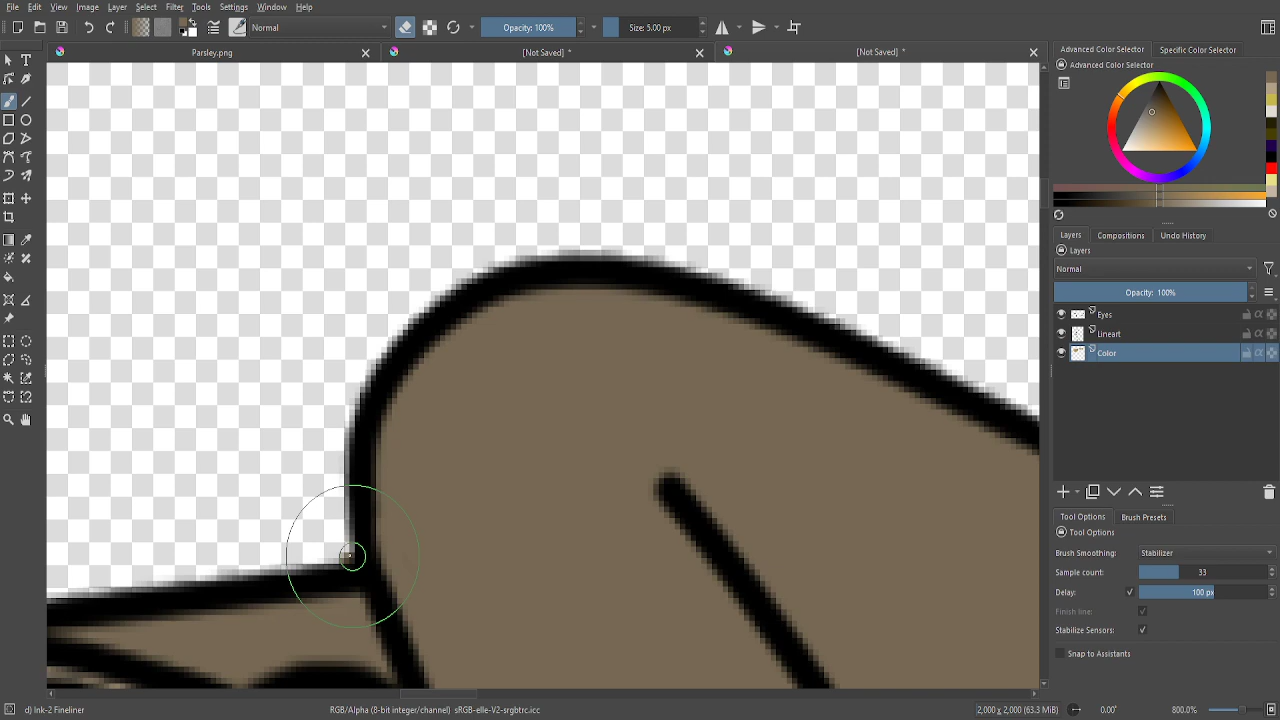 File Edit View Image Layer Select Filter Tools Settings Window Help
Normal Opacity: 100% Size: 5.00 px
Parsley.png [Not Saved] * [Not Saved] *
Advanced Color Selector Specific Color Selector
Advanced Color Selector
Layers Compositions Undo History
Layers
Normal
Opacity: 100%
Eyes
Lineart
Color
Tool Options Brush Presets
Tool Options
Brush Smoothing: Stabilizer
Sample count: 33
Delay: 100 px
Finish line:
Stabilize Sensors:
Snap to Assistants
d) Ink-2 Fineliner RGB/Alpha (8-bit integer/channel) sRGB-elle-V2-srgbtrc.icc 2,000 x 2,000 (63.3 MiB) 0.00° 800.0%